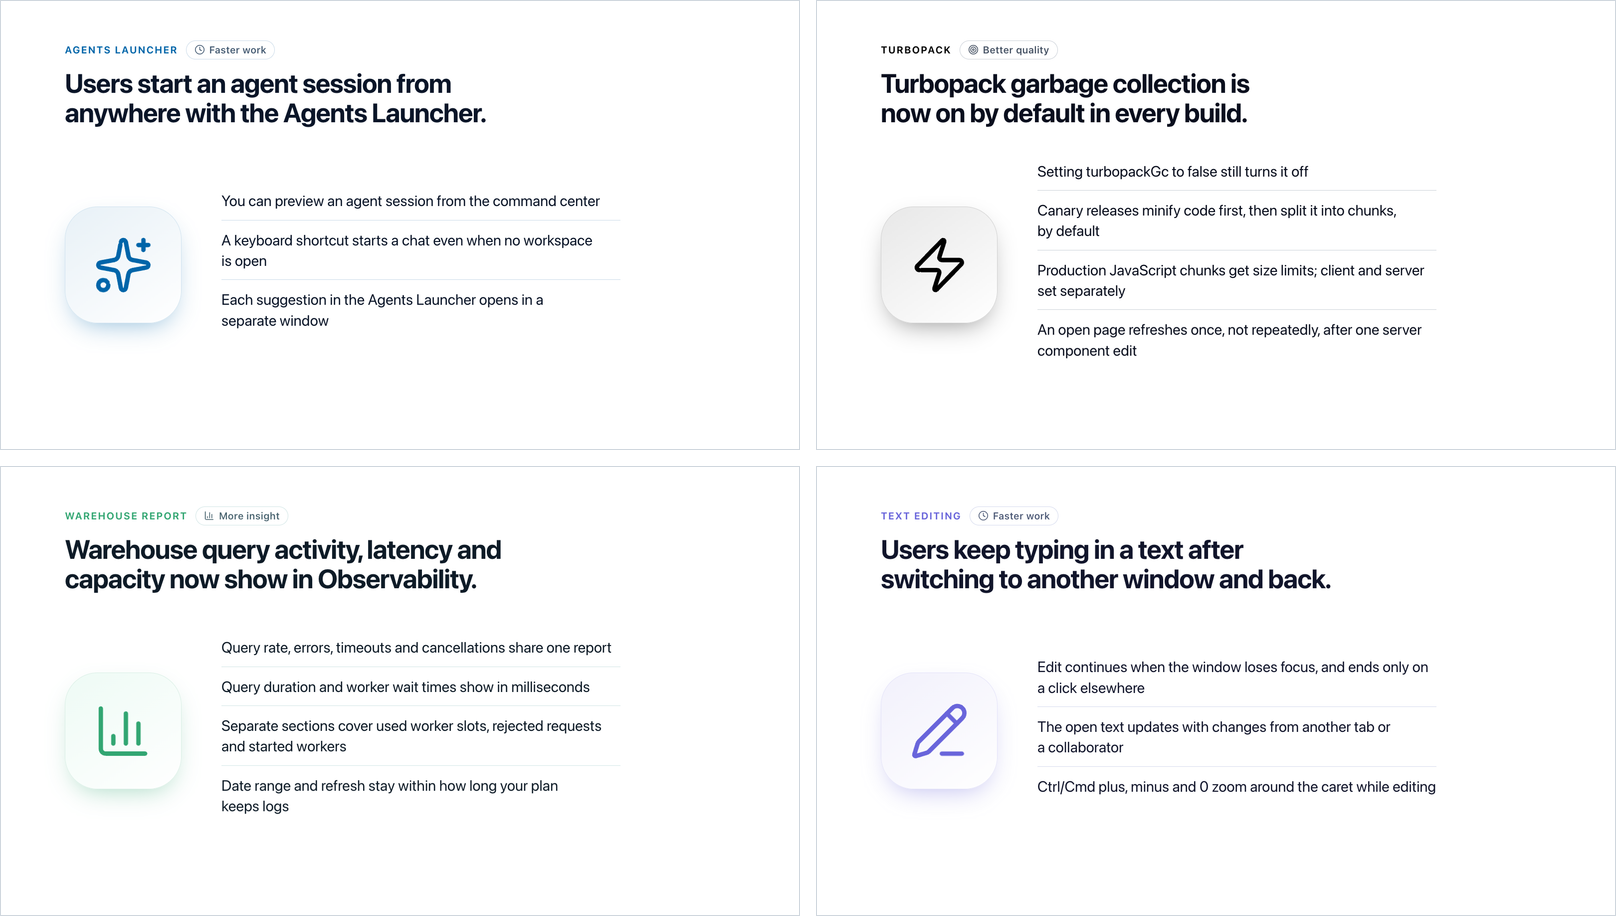 AGENTS LAUNCHER
Faster work
Users start an agent session from
anywhere with the Agents Launcher.
You can preview an agent session from the command center
A keyboard shortcut starts a chat even when no workspace
is open
Each suggestion in the Agents Launcher opens in a
separate window
TURBOPACK
Better quality
Turbopack garbage collection is
now on by default in every build.
Setting turbopackGc to false still turns it off
Canary releases minify code first, then split it into chunks,
by default
Production JavaScript chunks get size limits; client and server
set separately
An open page refreshes once, not repeatedly, after one server
component edit
WAREHOUSE REPORT
More insight
Warehouse query activity, latency and
capacity now show in Observability.
Query rate, errors, timeouts and cancellations share one report
Query duration and worker wait times show in milliseconds
Separate sections cover used worker slots, rejected requests
and started workers
Date range and refresh stay within how long your plan
keeps logs
TEXT EDITING
Faster work
Users keep typing in a text after
switching to another window and back.
Edit continues when the window loses focus, and ends only on
a click elsewhere
The open text updates with changes from another tab or
a collaborator
Ctrl/Cmd plus, minus and 0 zoom around the caret while editing